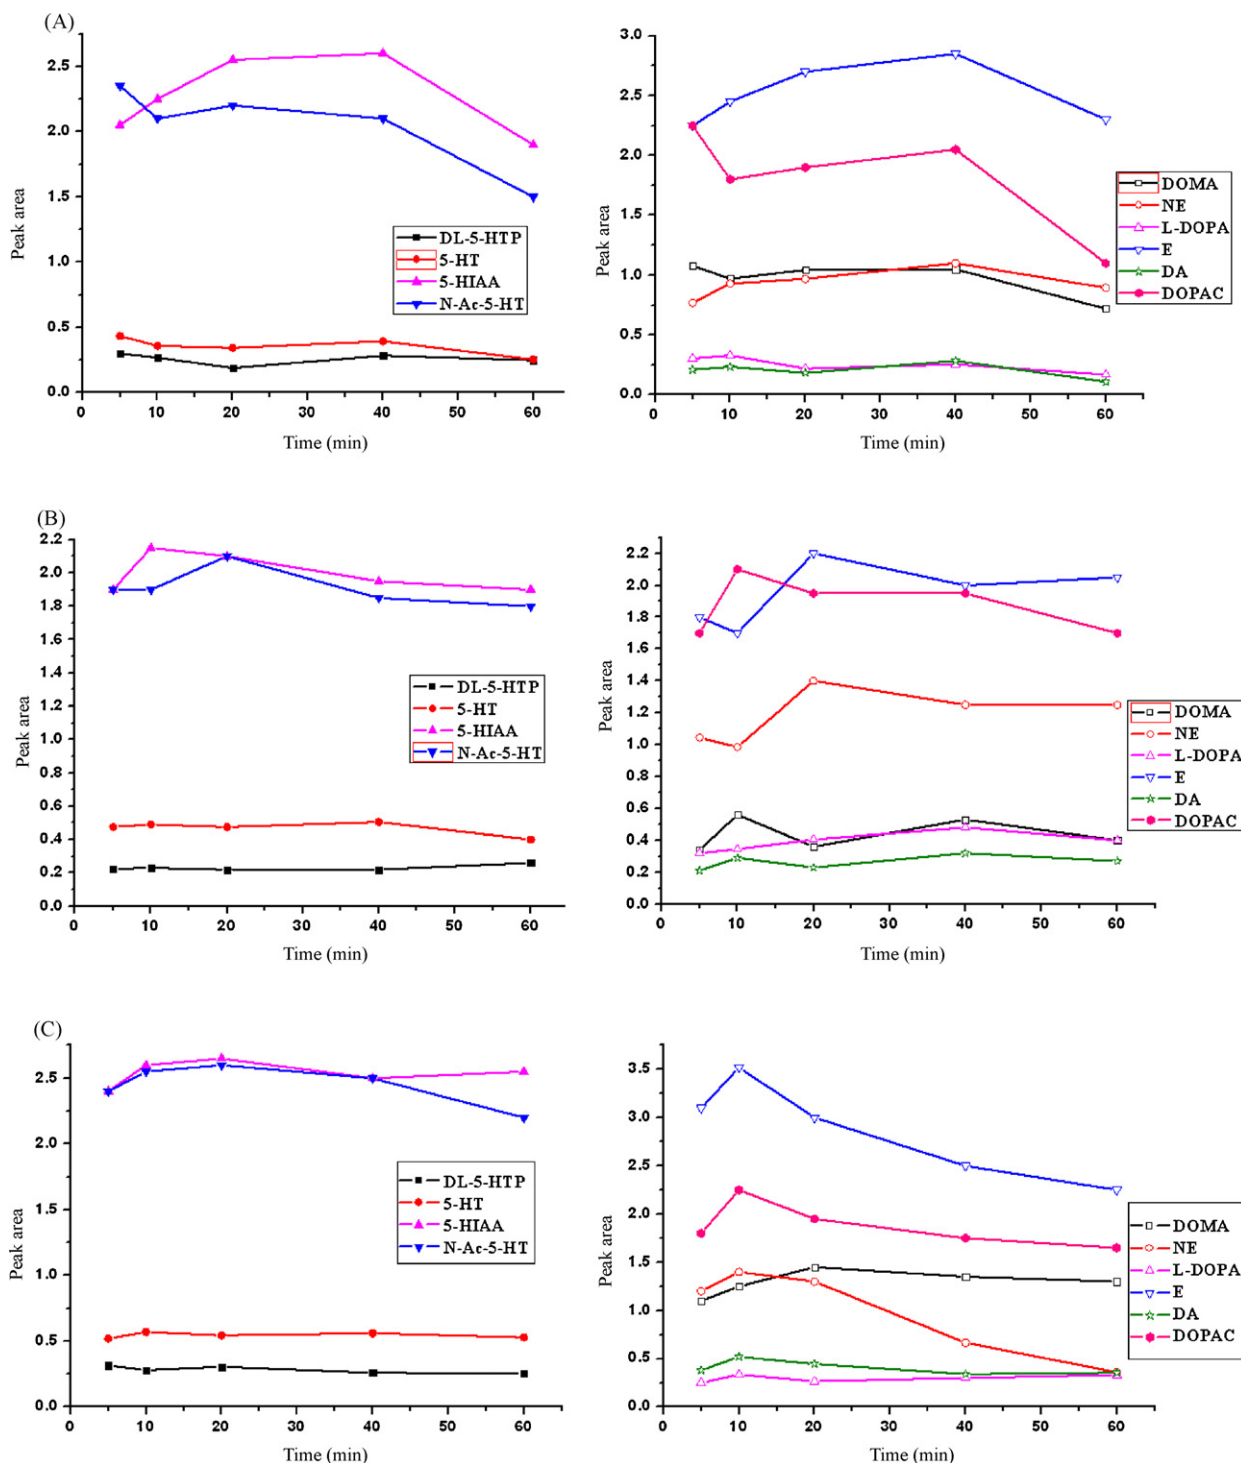 (A)
2.5
2.0
1.5
1.0
0.5
0.0
Peak area
0 10 20 30 40 50 60
Time (min)
DL-5-HTP
5-HT
5-HIAA
N-Ac-5-HT
3.0
2.5
2.0
1.5
1.0
0.5
0.0
Peak area
0 10 20 30 40 50 60
Time (min)
DOMA
NE
L-DOPA
E
DA
DOPAC
(B)
2.2
2.0
1.8
1.6
1.4
1.2
1.0
0.8
0.6
0.4
0.2
0.0
Peak area
0 10 20 30 40 50 60
Time (min)
DL-5-HTP
5-HT
5-HIAA
N-Ac-5-HT
2.2
2.0
1.8
1.6
1.4
1.2
1.0
0.8
0.6
0.4
0.2
0.0
Peak area
0 10 20 30 40 50 60
Time (min)
DOMA
NE
L-DOPA
E
DA
DOPAC
(C)
2.5
2.0
1.5
1.0
0.5
0.0
Peak area
0 10 20 30 40 50 60
Time (min)
DL-5-HTP
5-HT
5-HIAA
N-Ac-5-HT
3.5
3.0
2.5
2.0
1.5
1.0
0.5
0.0
Peak area
0 10 20 30 40 50 60
Time (min)
DOMA
NE
L-DOPA
E
DA
DOPAC